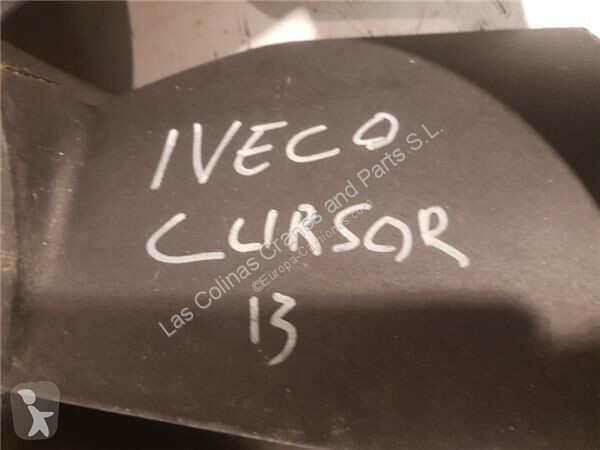 IVECO
CURSOR
13
Las Colinas Cranes and Parts S.L.
©Europa-Camiones.com